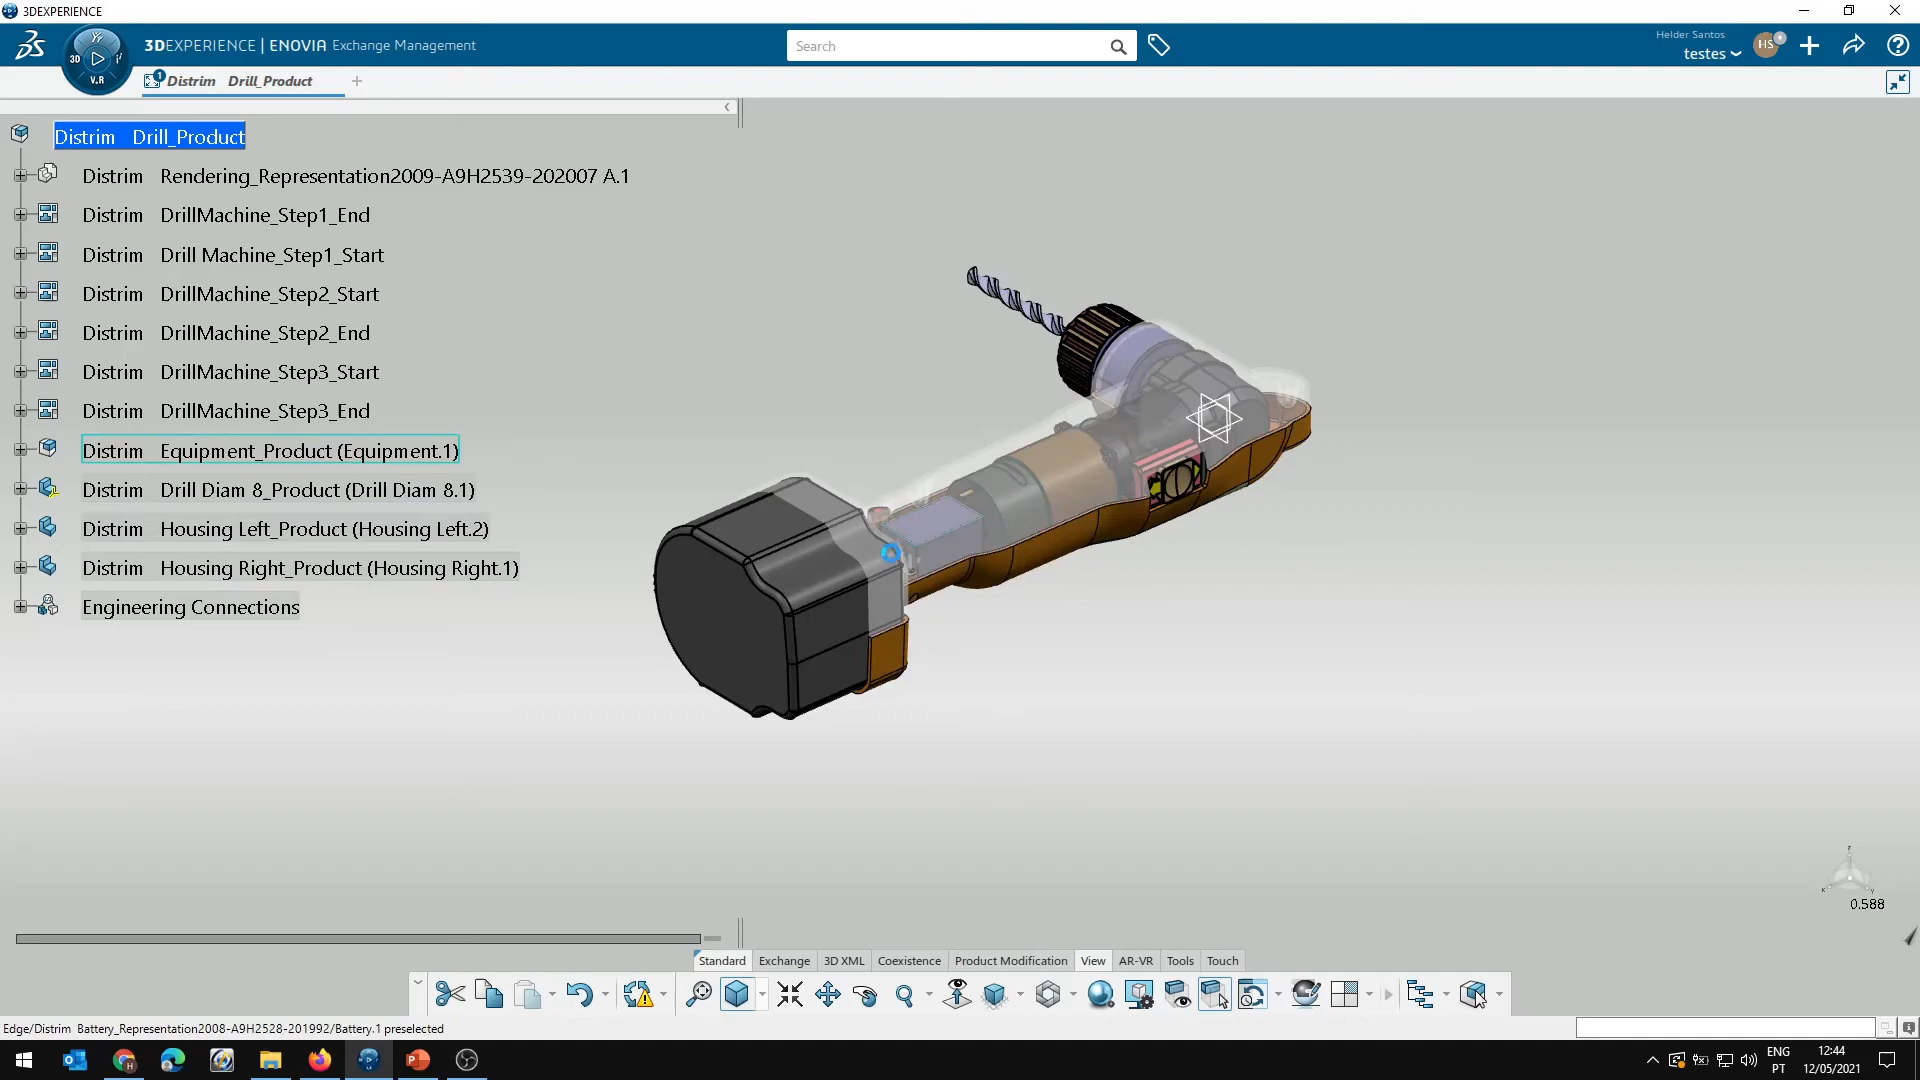 3DEXPERIENCE
3DEXPERIENCE | ENOVIA Exchange Management
Search
Helder Santos
testes
HS
3D
V.R
1
Distrim Drill_Product
Distrim Drill_Product
Distrim Rendering_Representation2009-A9H2539-202007 A.1
Distrim DrillMachine_Step1_End
Distrim Drill Machine_Step1_Start
Distrim DrillMachine_Step2_Start
Distrim DrillMachine_Step2_End
Distrim DrillMachine_Step3_Start
Distrim DrillMachine_Step3_End
Distrim Equipment_Product (Equipment.1)
Distrim Drill Diam 8_Product (Drill Diam 8.1)
Distrim Housing Left_Product (Housing Left.2)
Distrim Housing Right_Product (Housing Right.1)
Engineering Connections
z
x
y
0.588
Standard Exchange 3D XML Coexistence Product Modification View AR-VR Tools Touch
Edge/Distrim Battery_Representation2008-A9H2528-201992/Battery.1 preselected
ENG
PT
12:44
12/05/2021